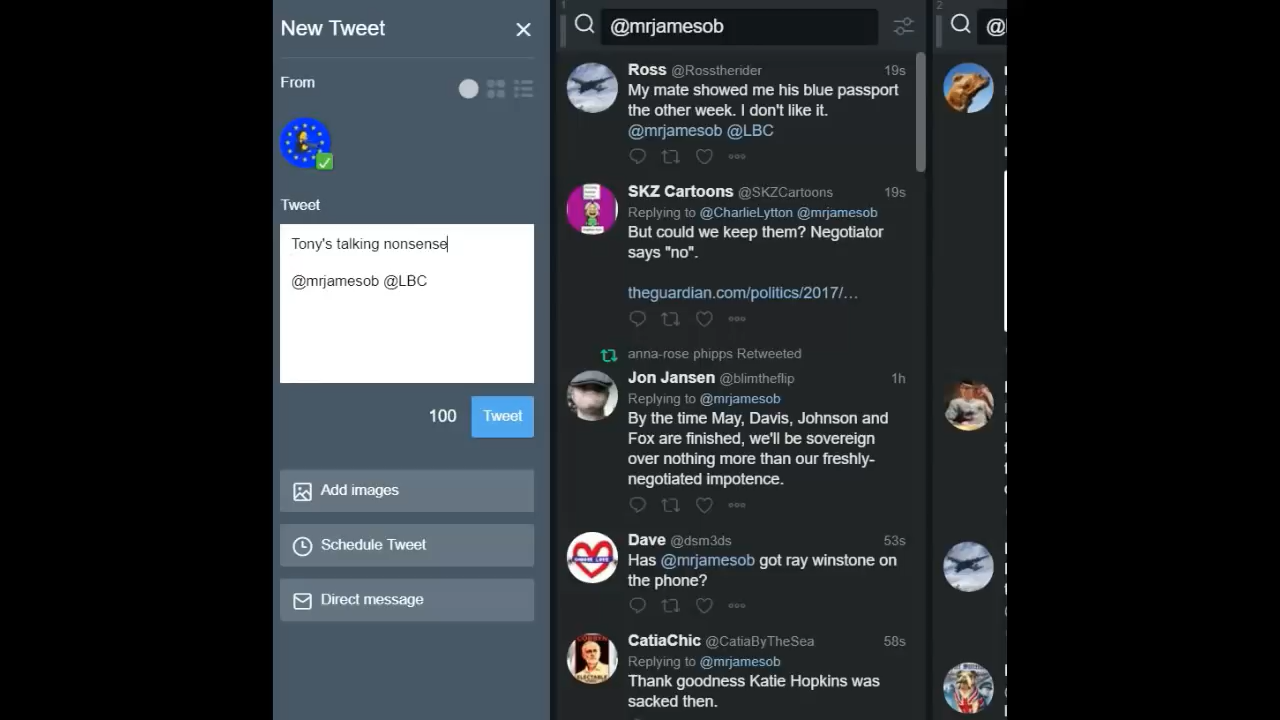 New Tweet
From
Tweet
Tony's talking nonsense
@mrjamesob @LBC
100 Tweet
Add images
Schedule Tweet
Direct message
1
@mrjamesob
Ross @Rosstherider 19s
My mate showed me his blue passport
the other week. I don't like it.
@mrjamesob @LBC
SKZ Cartoons @SKZCartoons 19s
Replying to @CharlieLytton @mrjamesob
But could we keep them? Negotiator
says "no".
theguardian.com/politics/2017/…
anna-rose phipps Retweeted
Jon Jansen @blimtheflip 1h
Replying to @mrjamesob
By the time May, Davis, Johnson and
Fox are finished, we'll be sovereign
over nothing more than our freshly-
negotiated impotence.
Dave @dsm3ds 53s
Has @mrjamesob got ray winstone on
the phone?
CatiaChic @CatiaByTheSea 58s
Replying to @mrjamesob
Thank goodness Katie Hopkins was
sacked then.
2
@